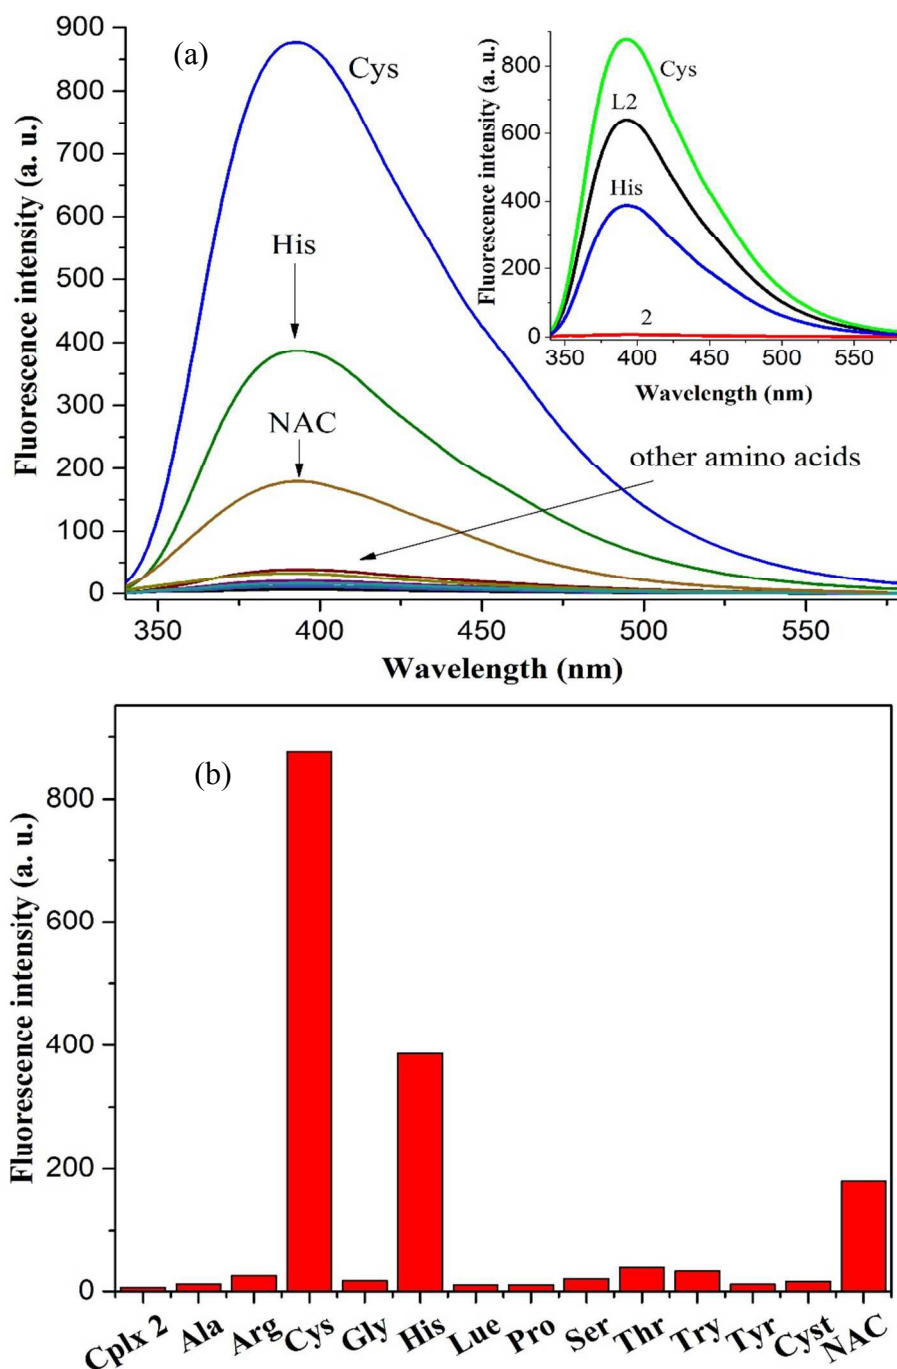 (a)
Cys
His
NAC
other amino acids
900
800
700
600
500
400
300
200
100
0
Fluorescence intensity (a. u.)
350 400 450 500 550
Wavelength (nm)
Cys
L2
His
2
800
600
400
200
0
Fluorescence intensity (a. u.)
350 400 450 500 550
Wavelength (nm)
(b)
800
600
400
200
0
Fluorescence intensity (a. u.)
Cplx 2 Ala Arg Cys Gly His Lue Pro Ser Thr Try Tyr Cyst NAC